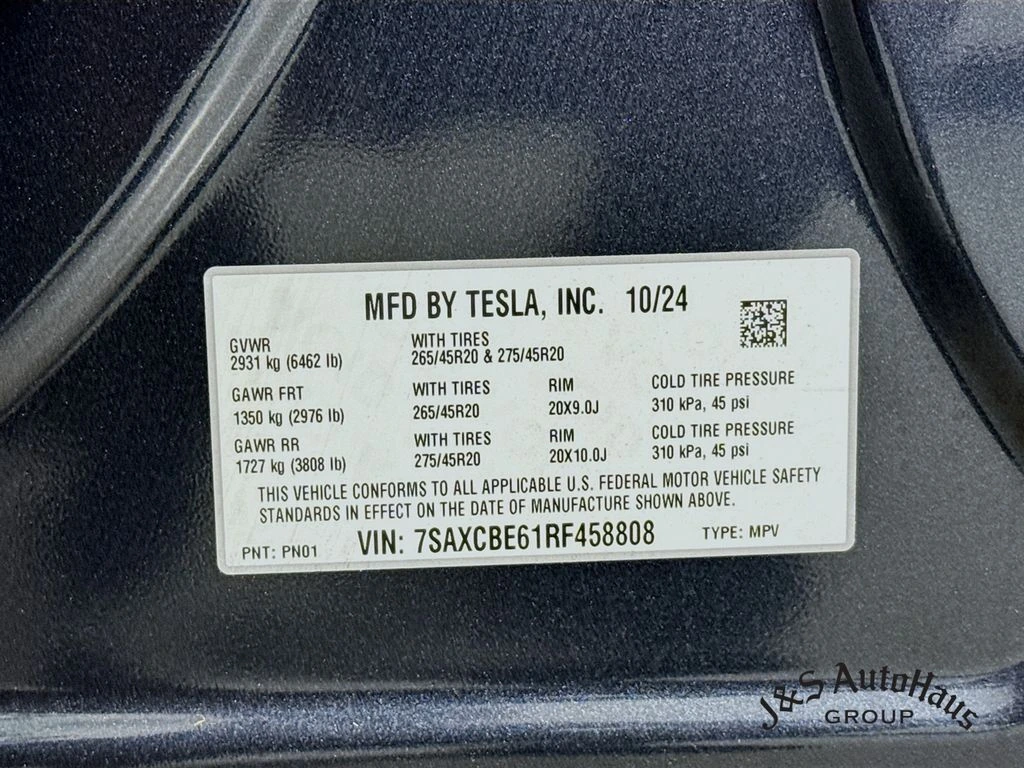 MFD BY TESLA, INC. 10/24
GVWR
2931 kg (6462 lb)
WITH TIRES
265/45R20 & 275/45R20
GAWR FRT
1350 kg (2976 lb)
WITH TIRES
265/45R20
RIM
20X9.0J
COLD TIRE PRESSURE
310 kPa, 45 psi
GAWR RR
1727 kg (3808 lb)
WITH TIRES
275/45R20
RIM
20X10.0J
COLD TIRE PRESSURE
310 kPa, 45 psi
THIS VEHICLE CONFORMS TO ALL APPLICABLE U.S. FEDERAL MOTOR VEHICLE SAFETY
STANDARDS IN EFFECT ON THE DATE OF MANUFACTURE SHOWN ABOVE.
PNT: PN01 VIN: 7SAXCBE61RF458808 TYPE: MPV
J&S AutoHaus
GROUP